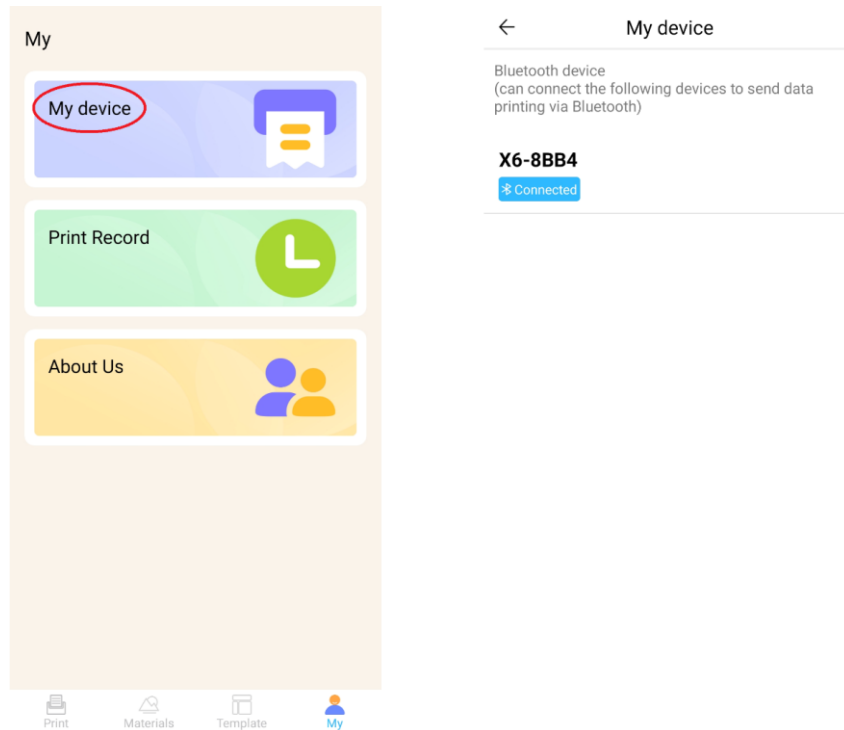 My
My device
Print Record
About Us
Print
Materials
Template
My
My device
Bluetooth device
(can connect the following devices to send data
printing via Bluetooth)
X6-8BB4
Connected